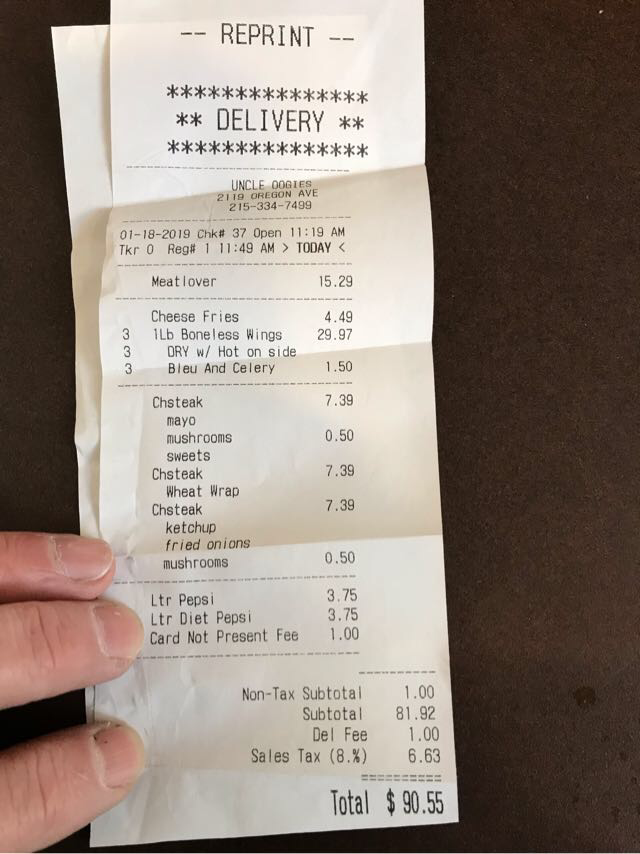 -- REPRINT --
***************
** DELIVERY **
***************
UNCLE OOGIES
2119 OREGON AVE
215-334-7499
01-18-2019 Chk# 37 Open 11:19 AM
Tkr 0 Reg# 1 11:49 AM > TODAY <
Meatlover 15.29
Cheese Fries 4.49
3 1Lb Boneless Wings 29.97
3 DRY w/ Hot on side
3 Bleu And Celery 1.50
Chsteak 7.39
mayo
mushrooms 0.50
sweets
Chsteak 7.39
Wheat Wrap
Chsteak 7.39
ketchup
fried onions
mushrooms 0.50
Ltr Pepsi 3.75
Ltr Diet Pepsi 3.75
Card Not Present Fee 1.00
Non-Tax Subtotal 1.00
Subtotal 81.92
Del Fee 1.00
Sales Tax (8.%) 6.63
Total $ 90.55